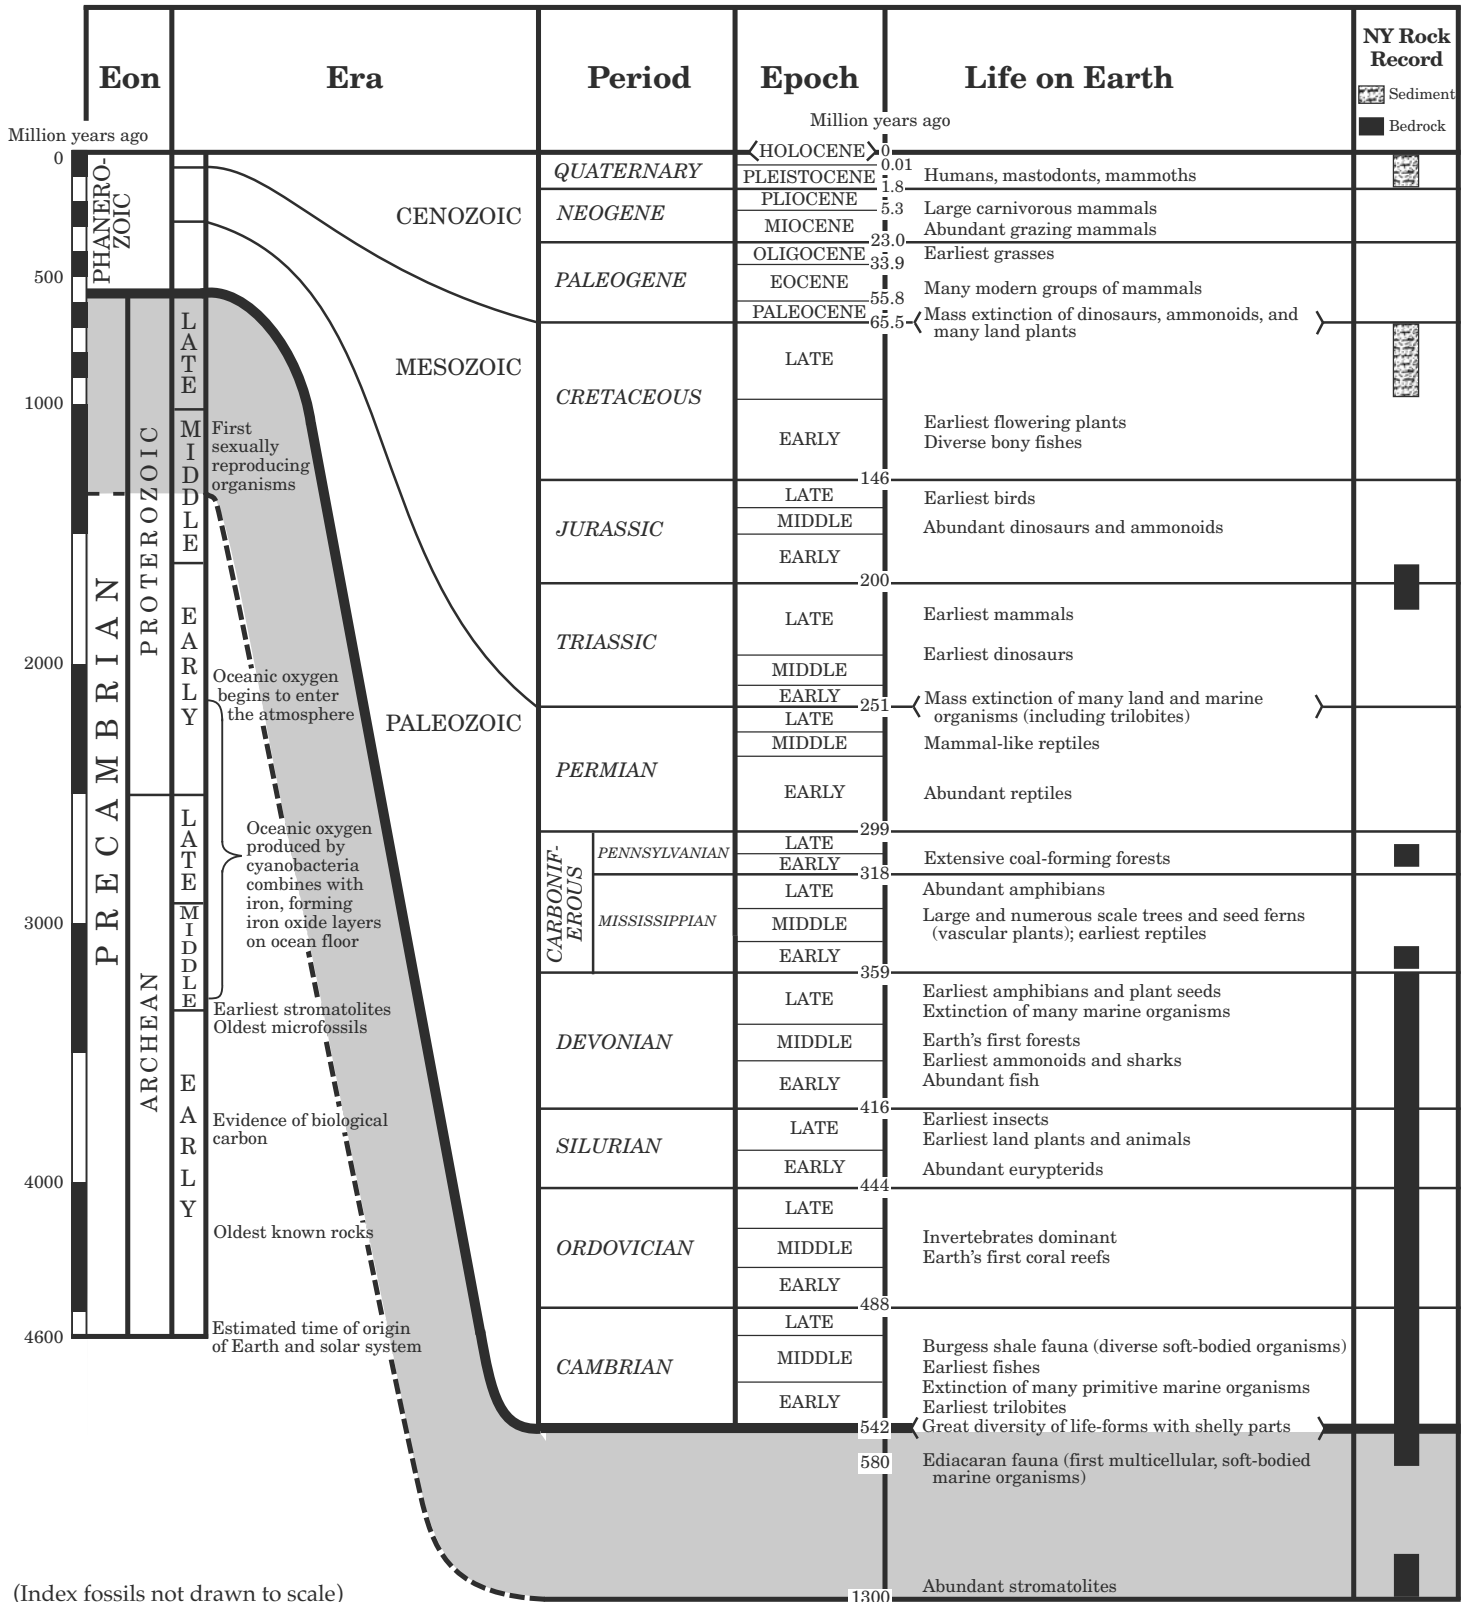 Eon
Era
Period
Epoch
Life on Earth
NY Rock
Record
Sediment
Bedrock
Million years ago
Million years ago
0
500
1000
2000
3000
4000
4600
PHANERO-
ZOIC
PRECAMBRIAN
PROTEROZOIC
ARCHEAN
LATE
MIDDLE
EARLY
LATE
MIDDLE
EARLY
First
sexually
reproducing
organisms
Oceanic oxygen
begins to enter
the atmosphere
Oceanic oxygen
produced by
cyanobacteria
combines with
iron, forming
iron oxide layers
on ocean floor
Earliest stromatolites
Oldest microfossils
Evidence of biological
carbon
Oldest known rocks
Estimated time of origin
of Earth and solar system
CENOZOIC
MESOZOIC
PALEOZOIC
QUATERNARY
NEOGENE
PALEOGENE
CRETACEOUS
JURASSIC
TRIASSIC
PERMIAN
CARBONIF-
EROUS
PENNSYLVANIAN
MISSISSIPPIAN
DEVONIAN
SILURIAN
ORDOVICIAN
CAMBRIAN
HOLOCENE 0
0.01
PLEISTOCENE
1.8
PLIOCENE
5.3
MIOCENE
23.0
OLIGOCENE
33.9
EOCENE
55.8
PALEOCENE
65.5
LATE
EARLY
146
LATE
MIDDLE
EARLY
200
LATE
MIDDLE
EARLY
251
LATE
MIDDLE
EARLY
299
LATE
EARLY
318
LATE
MIDDLE
EARLY
359
LATE
MIDDLE
EARLY
416
LATE
EARLY
444
LATE
MIDDLE
EARLY
488
LATE
MIDDLE
EARLY
542
580
1300
Humans, mastodonts, mammoths
Large carnivorous mammals
Abundant grazing mammals
Earliest grasses
Many modern groups of mammals
Mass extinction of dinosaurs, ammonoids, and
many land plants
Earliest flowering plants
Diverse bony fishes
Earliest birds
Abundant dinosaurs and ammonoids
Earliest mammals
Earliest dinosaurs
Mass extinction of many land and marine
organisms (including trilobites)
Mammal-like reptiles
Abundant reptiles
Extensive coal-forming forests
Abundant amphibians
Large and numerous scale trees and seed ferns
(vascular plants); earliest reptiles
Earliest amphibians and plant seeds
Extinction of many marine organisms
Earth's first forests
Earliest ammonoids and sharks
Abundant fish
Earliest insects
Earliest land plants and animals
Abundant eurypterids
Invertebrates dominant
Earth's first coral reefs
Burgess shale fauna (diverse soft-bodied organisms)
Earliest fishes
Extinction of many primitive marine organisms
Earliest trilobites
Great diversity of life-forms with shelly parts
Ediacaran fauna (first multicellular, soft-bodied
marine organisms)
Abundant stromatolites
(Index fossils not drawn to scale)